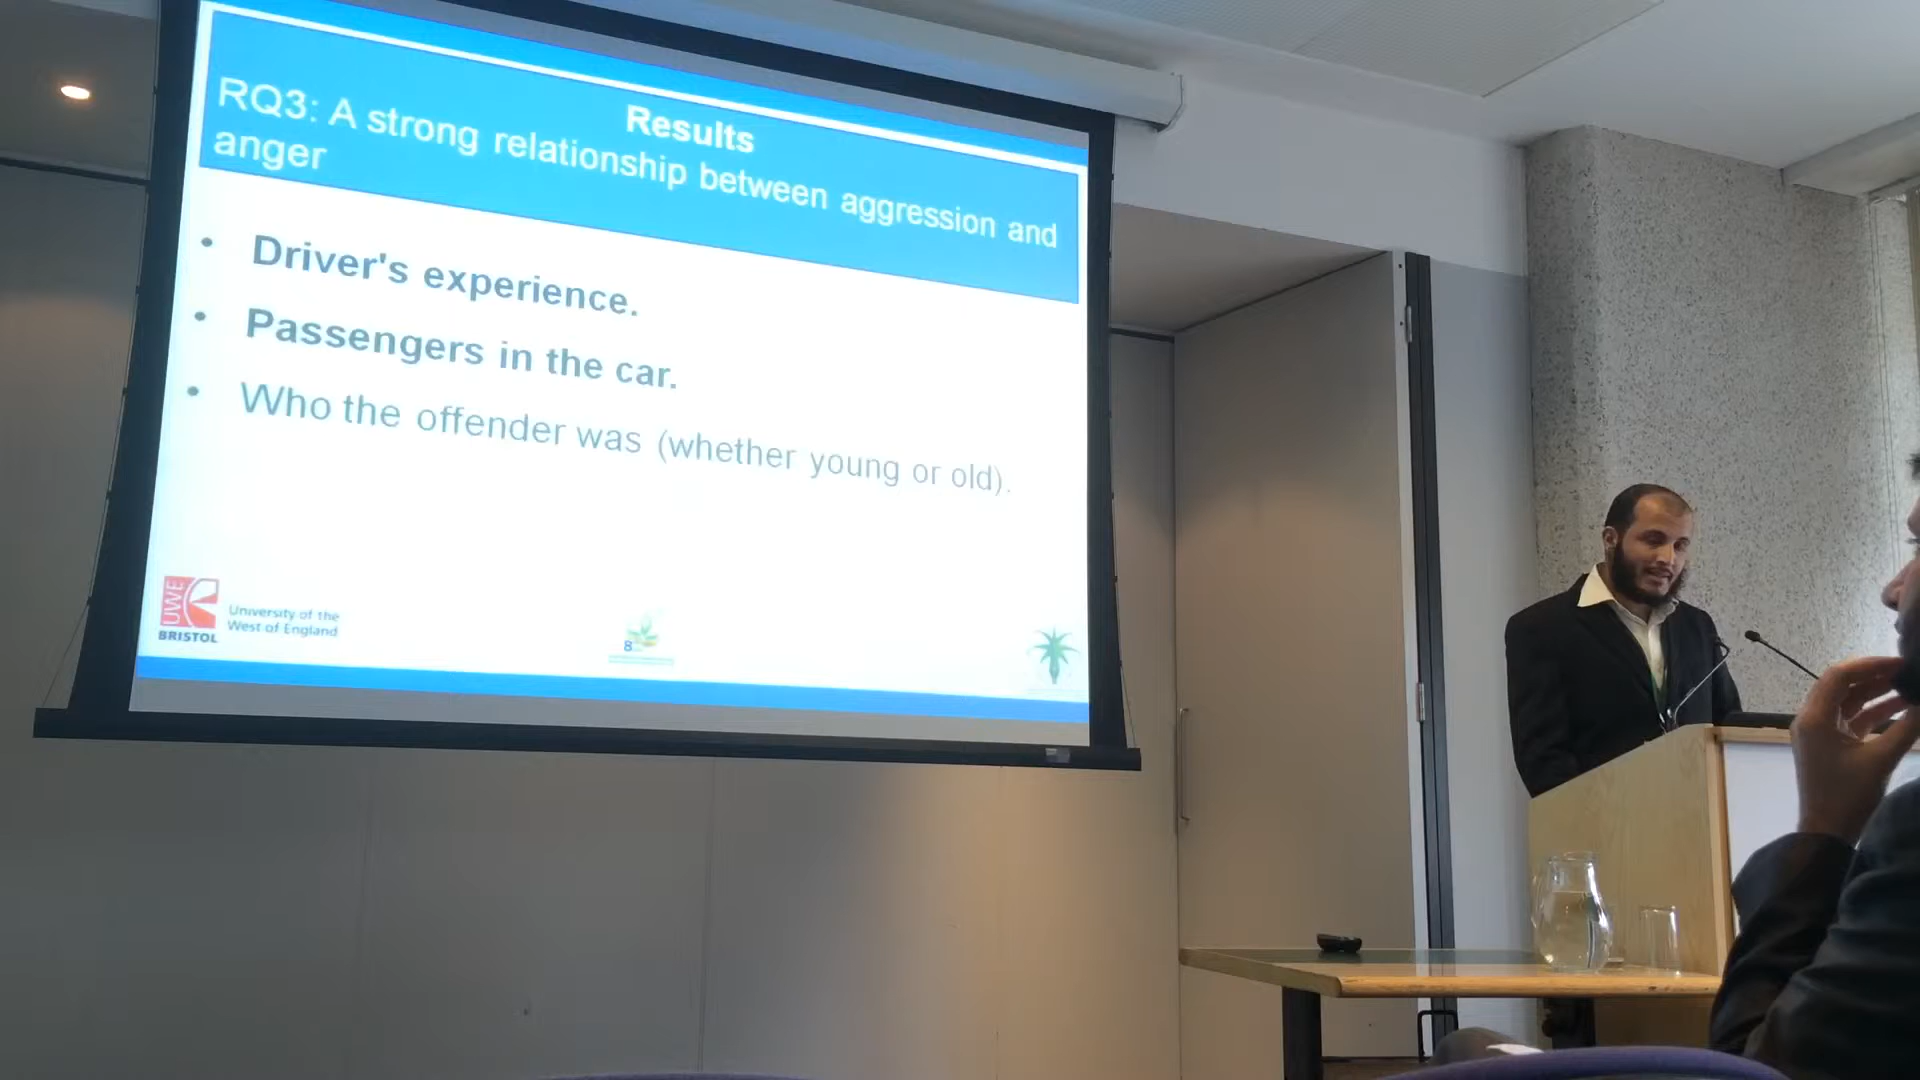 Results
RQ3: A strong relationship between aggression and
anger
• Driver's experience.
• Passengers in the car.
• Who the offender was (whether young or old).
UWE
BRISTOL
University of the
West of England
8